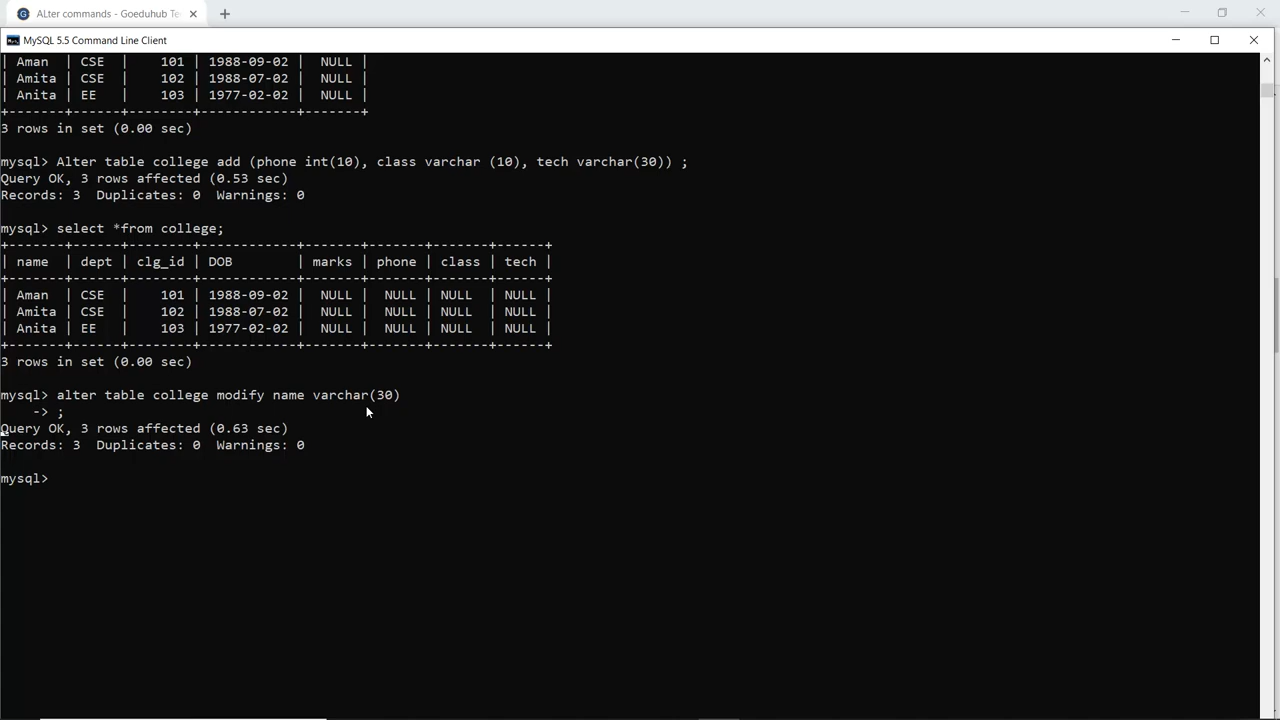 ALter commands - Goeduhub Te
MySQL 5.5 Command Line Client
| Aman  | CSE  |    101 | 1988-09-02 |  NULL |
| Amita | CSE  |    102 | 1988-07-02 |  NULL |
| Anita | EE   |    103 | 1977-02-02 |  NULL |
+-------+------+--------+------------+-------+
3 rows in set (0.00 sec)
mysql> Alter table college add (phone int(10), class varchar (10), tech varchar(30)) ;
Query OK, 3 rows affected (0.53 sec)
Records: 3  Duplicates: 0  Warnings: 0
mysql> select *from college;
+-------+------+--------+------------+-------+-------+-------+------+
| name  | dept | clg_id | DOB        | marks | phone | class | tech |
+-------+------+--------+------------+-------+-------+-------+------+
| Aman  | CSE  |    101 | 1988-09-02 |  NULL |  NULL | NULL  | NULL |
| Amita | CSE  |    102 | 1988-07-02 |  NULL |  NULL | NULL  | NULL |
| Anita | EE   |    103 | 1977-02-02 |  NULL |  NULL | NULL  | NULL |
+-------+------+--------+------------+-------+-------+-------+------+
3 rows in set (0.00 sec)
mysql> alter table college modify name varchar(30)
    -> ;
Query OK, 3 rows affected (0.63 sec)
Records: 3  Duplicates: 0  Warnings: 0
mysql>